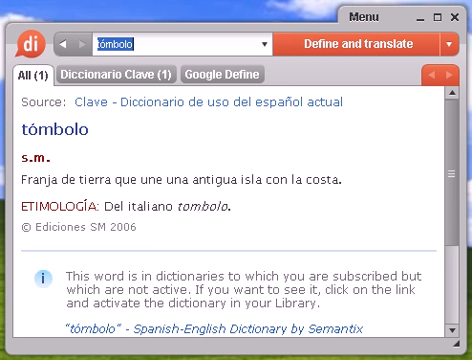 Menu
di
tómbolo
Define and translate
All (1)
Diccionario Clave (1)
Google Define
Source: Clave - Diccionario de uso del español actual
tómbolo
s.m.
Franja de tierra que une una antigua isla con la costa.
ETIMOLOGÍA: Del italiano tombolo.
© Ediciones SM 2006
i
This word is in dictionaries to which you are subscribed but
which are not active. If you want to see it, click on the link
and activate the dictionary in your Library.
“tómbolo” - Spanish-English Dictionary by Semantix